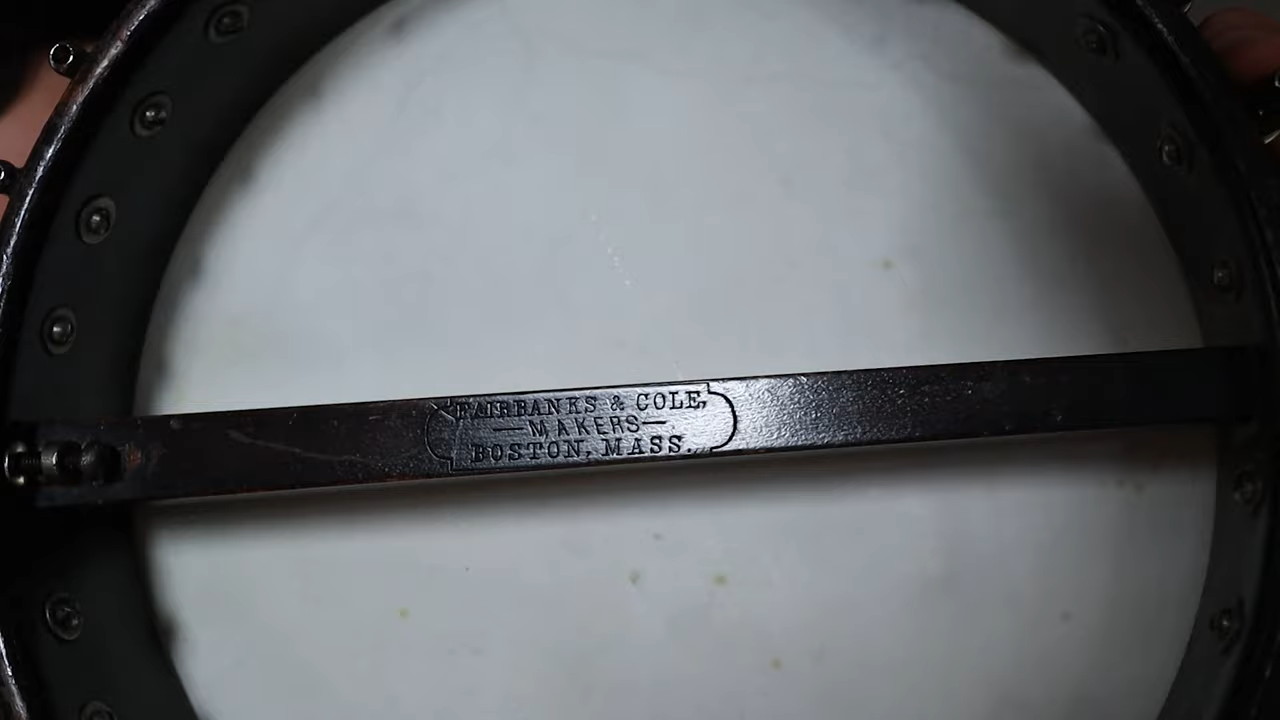 FAIRBANKS & COLE,
—MAKERS—
BOSTON, MASS.